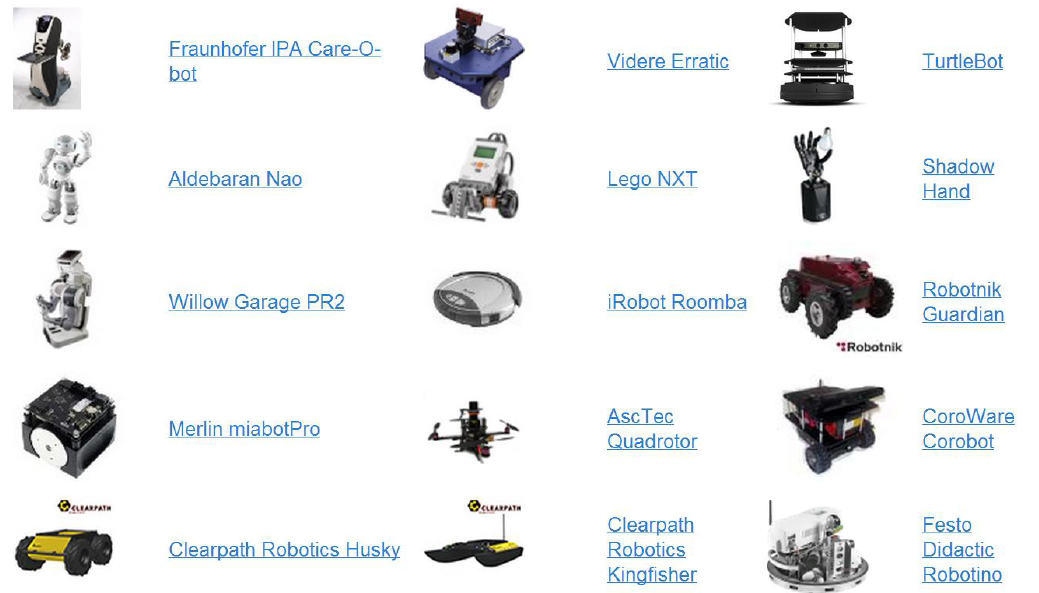 Fraunhofer IPA Care-O-
bot
Videre Erratic
TurtleBot
Aldebaran Nao
Lego NXT
Shadow
Hand
Willow Garage PR2
iRobot Roomba
Robotnik
Guardian
Robotnik
Merlin miabotPro
AscTec
Quadrotor
CoroWare
Corobot
CLEARPATH
Clearpath Robotics Husky
CLEARPATH
Clearpath
Robotics
Kingfisher
Festo
Didactic
Robotino